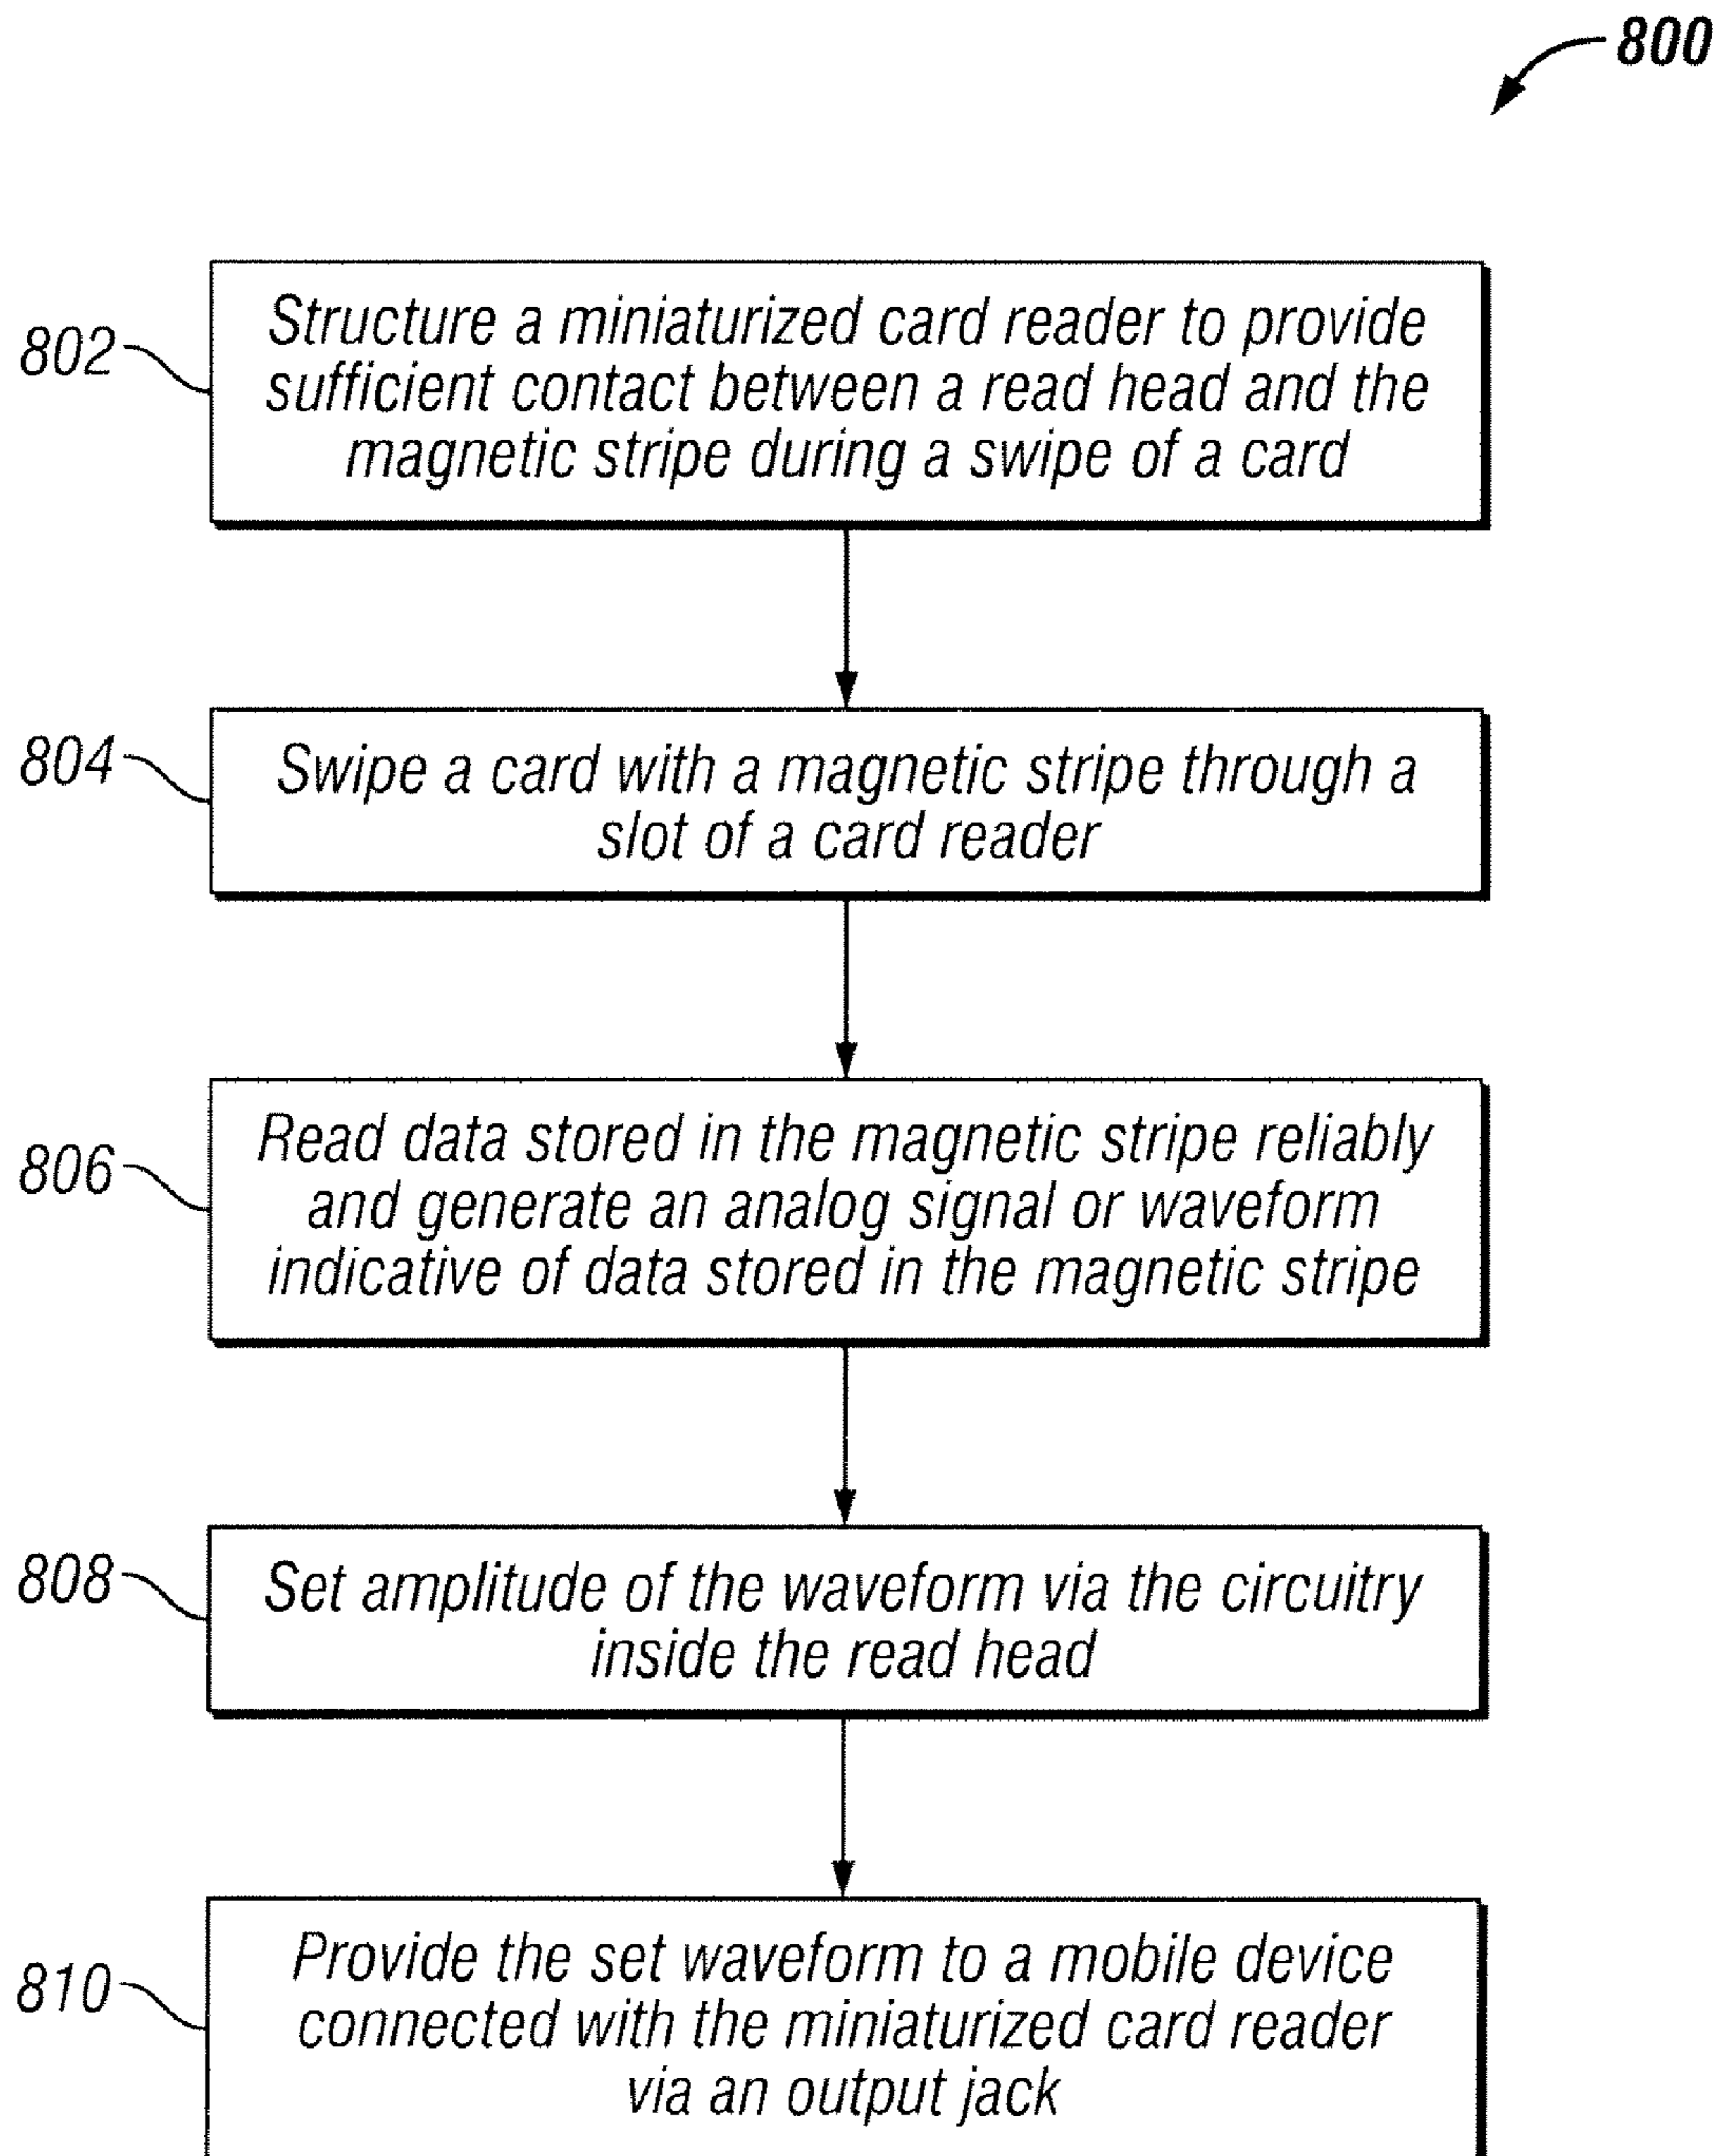 800
802
Structure a miniaturized card reader to provide
sufficient contact between a read head and the
magnetic stripe during a swipe of a card
804
Swipe a card with a magnetic stripe through a
slot of a card reader
806
Read data stored in the magnetic stripe reliably
and generate an analog signal or waveform
indicative of data stored in the magnetic stripe
808
Set amplitude of the waveform via the circuitry
inside the read head
810
Provide the set waveform to a mobile device
connected with the miniaturized card reader
via an output jack